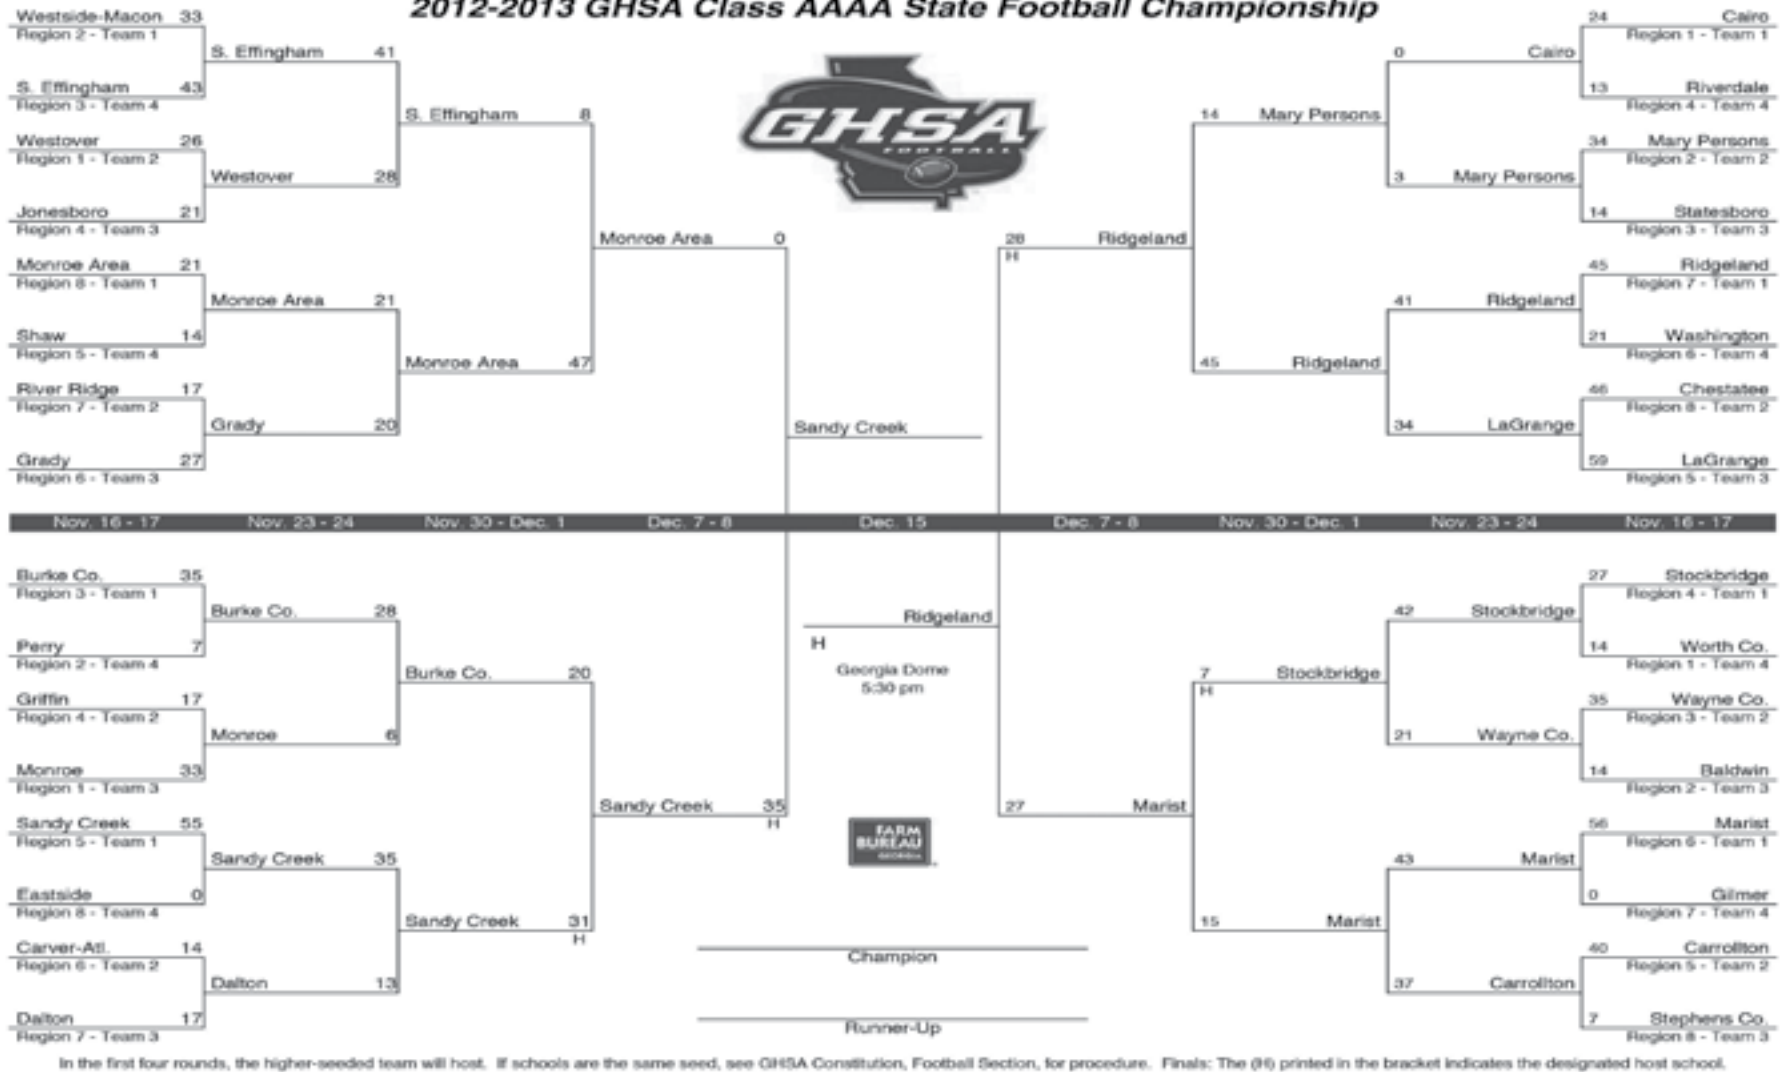 2012-2013 GHSA Class AAAA State Football Championship
Westside-Macon 33
Region 2 - Team 1
S. Effingham 41
S. Effingham 43
Region 3 - Team 4
S. Effingham 8
Westover 26
Region 1 - Team 2
Westover 28
Jonesboro 21
Region 4 - Team 3
Monroe Area 0
Monroe Area 21
Region 8 - Team 1
Monroe Area 21
Shaw 14
Region 5 - Team 4
Monroe Area 47
River Ridge 17
Region 7 - Team 2
Grady 20
Grady 27
Region 6 - Team 3
Sandy Creek
GHSA
FOOTBALL
24 Cairo
Region 1 - Team 1
0 Cairo
13 Riverdale
Region 4 - Team 4
14 Mary Persons
34 Mary Persons
Region 2 - Team 2
3 Mary Persons
14 Statesboro
Region 3 - Team 3
28 Ridgeland
H
45 Ridgeland
Region 7 - Team 1
41 Ridgeland
21 Washington
Region 6 - Team 4
45 Ridgeland
46 Chestatee
Region 8 - Team 2
34 LaGrange
59 LaGrange
Region 5 - Team 3
Nov. 16 - 17 Nov. 23 - 24 Nov. 30 - Dec. 1 Dec. 7 - 8 Dec. 15 Dec. 7 - 8 Nov. 30 - Dec. 1 Nov. 23 - 24 Nov. 16 - 17
Burke Co. 35
Region 3 - Team 1
Burke Co. 28
Perry 7
Region 2 - Team 4
Burke Co. 20
Griffin 17
Region 4 - Team 2
Monroe 6
Monroe 33
Region 1 - Team 3
Sandy Creek 35
H
Sandy Creek 55
Region 5 - Team 1
Sandy Creek 35
Eastside 0
Region 8 - Team 4
Sandy Creek 31
H
Carver-Atl. 14
Region 6 - Team 2
Dalton 13
Dalton 17
Region 7 - Team 3
Ridgeland
H
Georgia Dome
5:30 pm
FARM
BUREAU
GEORGIA
Champion
Runner-Up
27 Stockbridge
Region 4 - Team 1
42 Stockbridge
14 Worth Co.
Region 1 - Team 4
7 Stockbridge
H
35 Wayne Co.
Region 3 - Team 2
21 Wayne Co.
14 Baldwin
Region 2 - Team 3
27 Marist
56 Marist
Region 6 - Team 1
43 Marist
0 Gilmer
Region 7 - Team 4
15 Marist
40 Carrollton
Region 5 - Team 2
37 Carrollton
7 Stephens Co.
Region 8 - Team 3
In the first four rounds, the higher-seeded team will host. If schools are the same seed, see GHSA Constitution, Football Section, for procedure. Finals: The (H) printed in the bracket indicates the designated host school.